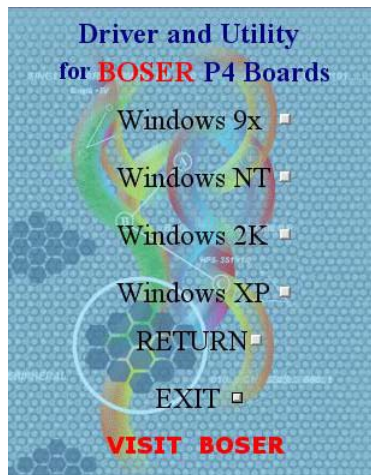 Driver and Utility
for BOSER P4 Boards
Windows 9x
A
Windows NT
B
Windows 2K
Windows XP
RETURN
EXIT
VISIT BOSER